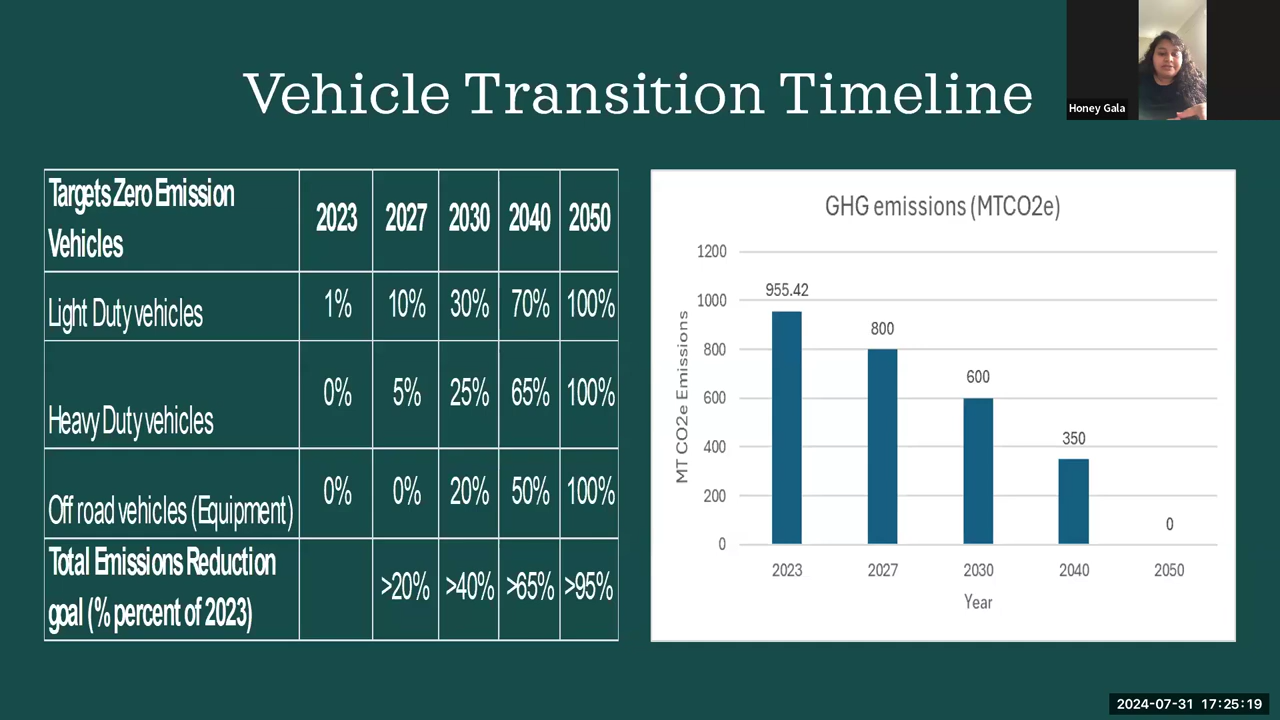 Vehicle Transition Timeline
Honey Gala
Targets Zero Emission
Vehicles
2023 2027 2030 2040 2050
Light Duty vehicles 1% 10% 30% 70% 100%
Heavy Duty vehicles 0% 5% 25% 65% 100%
Off road vehicles (Equipment) 0% 0% 20% 50% 100%
Total Emissions Reduction
goal (% percent of 2023)
>20% >40% >65% >95%
GHG emissions (MTCO2e)
MT CO2e Emissions
1200
1000
800
600
400
200
0
955.42
800
600
350
0
2023 2027 2030 2040 2050
Year
2024-07-31 17:25:19